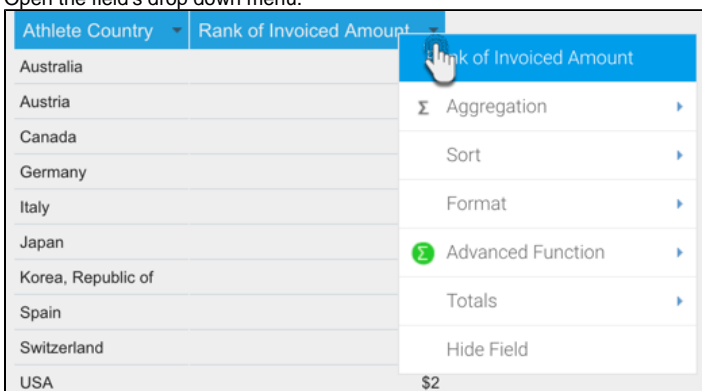 Open the field's drop down menu.
Athlete Country Rank of Invoiced Amount
of Invoiced Amount
Australia
Austria
Aggregation
Canada
Sort
Germany
Italy
Format
Japan
Advanced Function
Korea, Republic of
Spain
Totals
Switzerland
Hide Field
USA $2